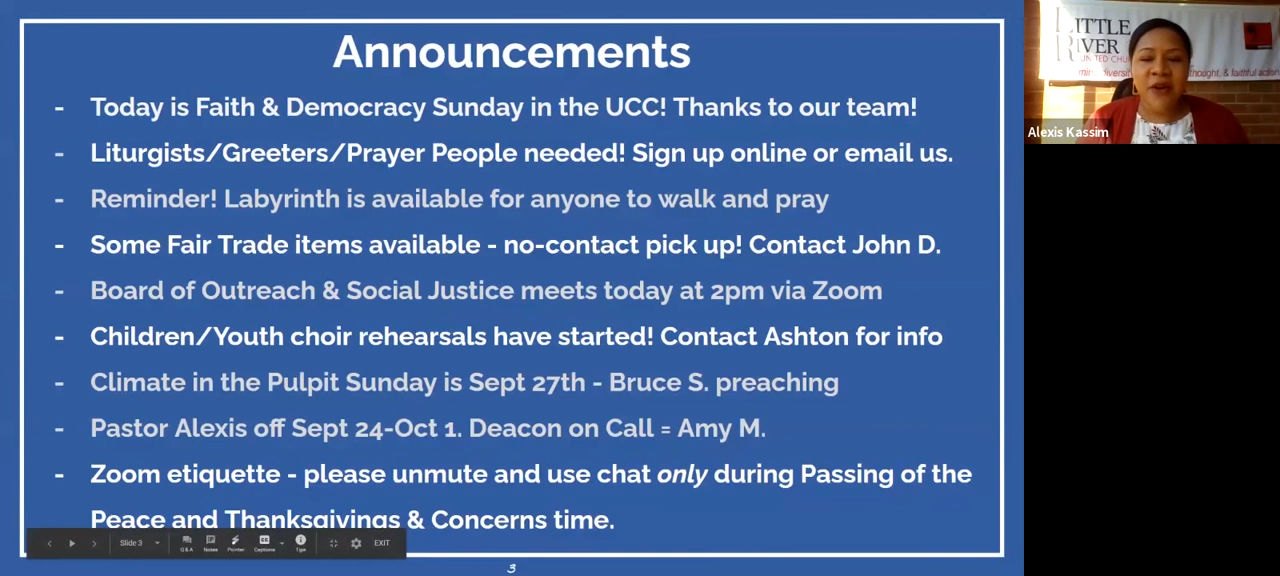 Announcements
- Today is Faith & Democracy Sunday in the UCC! Thanks to our team!
- Liturgists/Greeters/Prayer People needed! Sign up online or email us.
- Reminder! Labyrinth is available for anyone to walk and pray
- Some Fair Trade items available - no-contact pick up! Contact John D.
- Board of Outreach & Social Justice meets today at 2pm via Zoom
- Children/Youth choir rehearsals have started! Contact Ashton for info
- Climate in the Pulpit Sunday is Sept 27th - Bruce S. preaching
- Pastor Alexis off Sept 24-Oct 1. Deacon on Call = Amy M.
- Zoom etiquette - please unmute and use chat only during Passing of the
Peace and Thanksgivings & Concerns time.
Slide 3 Q&A Notes Pointer Captions Tips EXIT
3
LITTLE
RIVER
UNITED CHU
diversity thought, & faithful action
Alexis Kassim